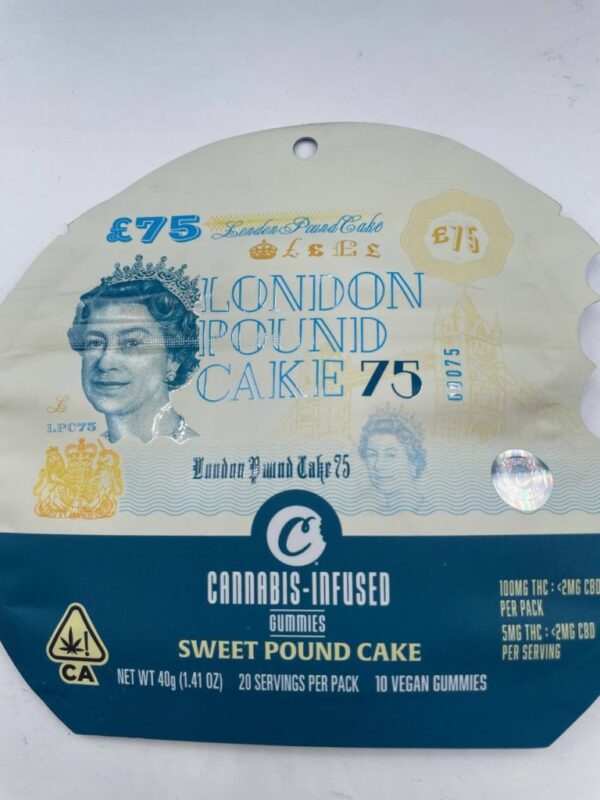 £75
London Pound Cake
£75
£ £ £ £
LONDON
POUND
CAKE 75
60075
£
LPC75
London Pound Cake 75
C
CANNABIS-INFUSED
GUMMIES
SWEET POUND CAKE
100MG THC : <2MG CBD
PER PACK
5MG THC : <2MG CBD
PER SERVING
CA
NET WT 40g (1.41 OZ) 20 SERVINGS PER PACK 10 VEGAN GUMMIES